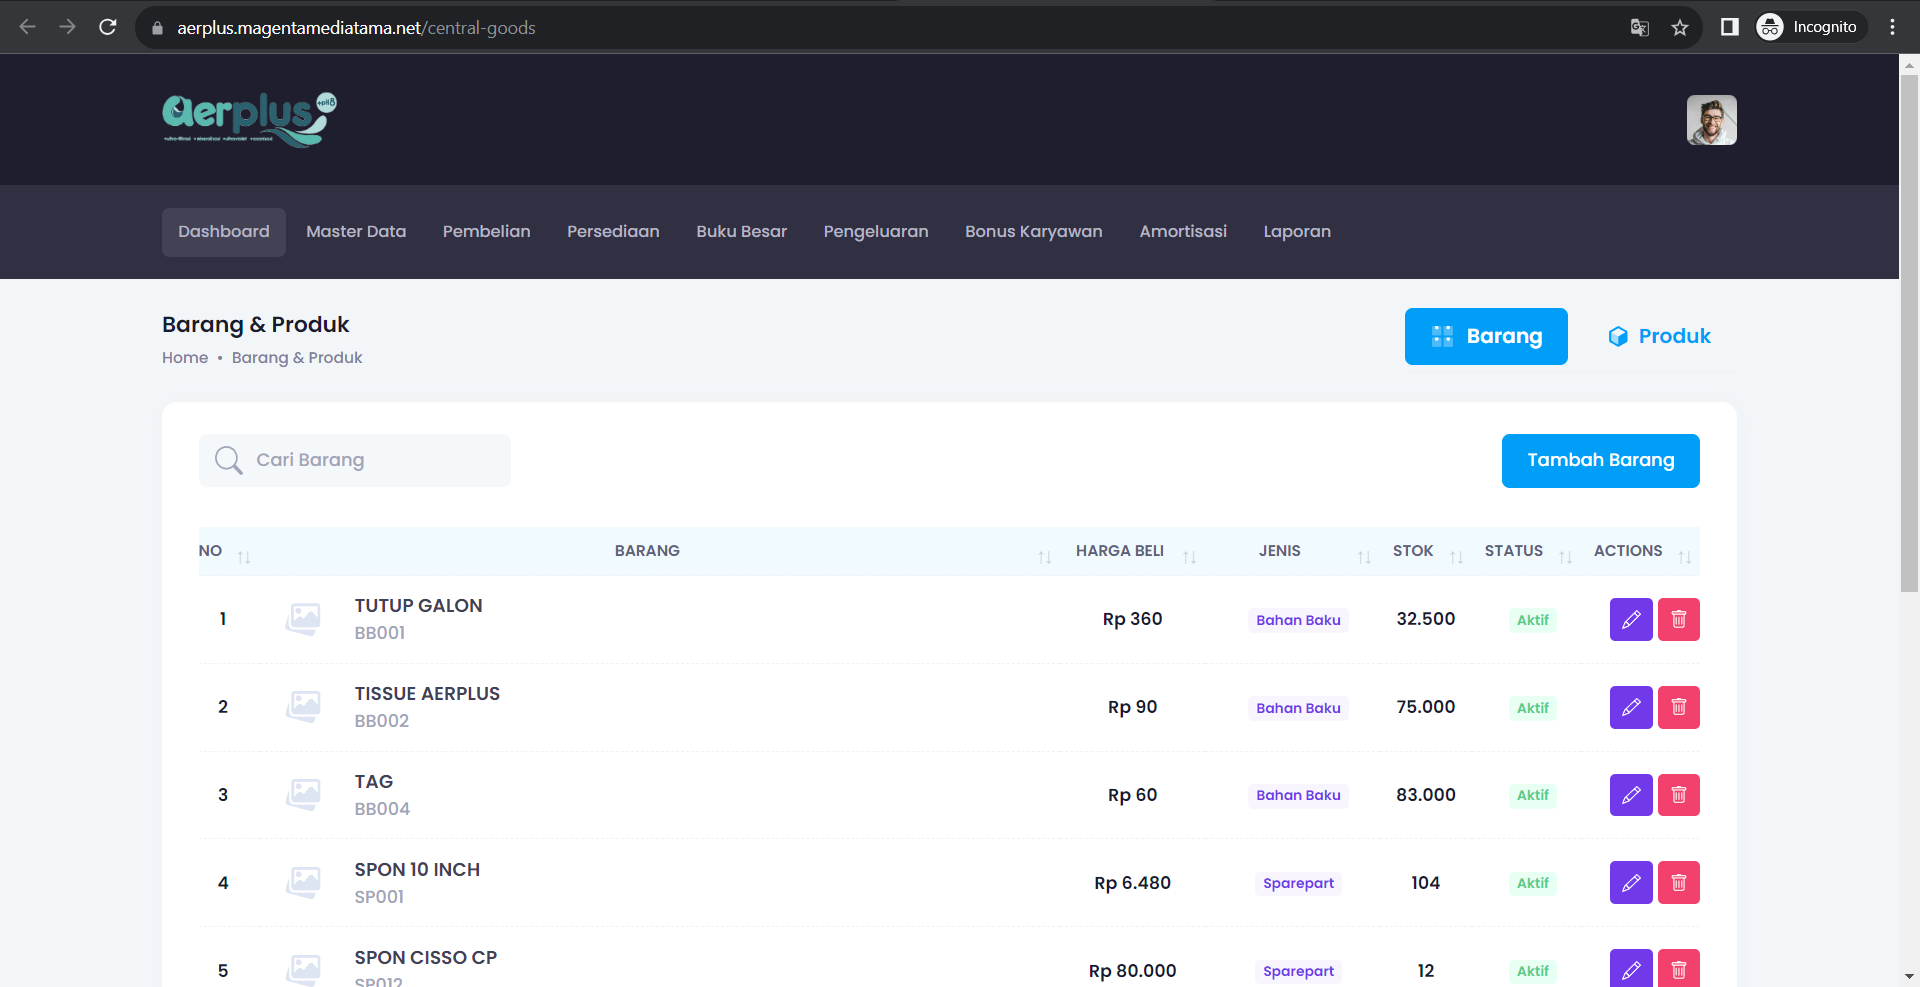 aerplus.magentamediatama.net/central-goods
Incognito
aerplus +pH8
Dashboard
Master Data
Pembelian
Persediaan
Buku Besar
Pengeluaran
Bonus Karyawan
Amortisasi
Laporan
Barang & Produk
Home • Barang & Produk
Barang
Produk
Cari Barang
Tambah Barang
NO BARANG HARGA BELI JENIS STOK STATUS ACTIONS
1 TUTUP GALON Rp 360 Bahan Baku 32.500 Aktif
BB001
2 TISSUE AERPLUS Rp 90 Bahan Baku 75.000 Aktif
BB002
3 TAG Rp 60 Bahan Baku 83.000 Aktif
BB004
4 SPON 10 INCH Rp 6.480 Sparepart 104 Aktif
SP001
5 SPON CISSO CP Rp 80.000 Sparepart 12 Aktif
SP012